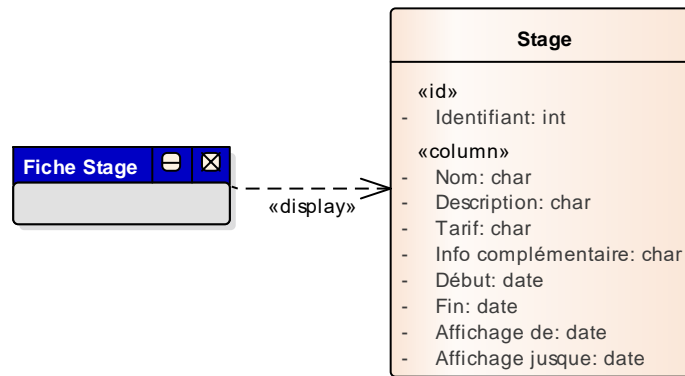 Fiche Stage
«display»
Stage
«id»
- Identifiant: int
«column»
- Nom: char
- Description: char
- Tarif: char
- Info complémentaire: char
- Début: date
- Fin: date
- Affichage de: date
- Affichage jusque: date